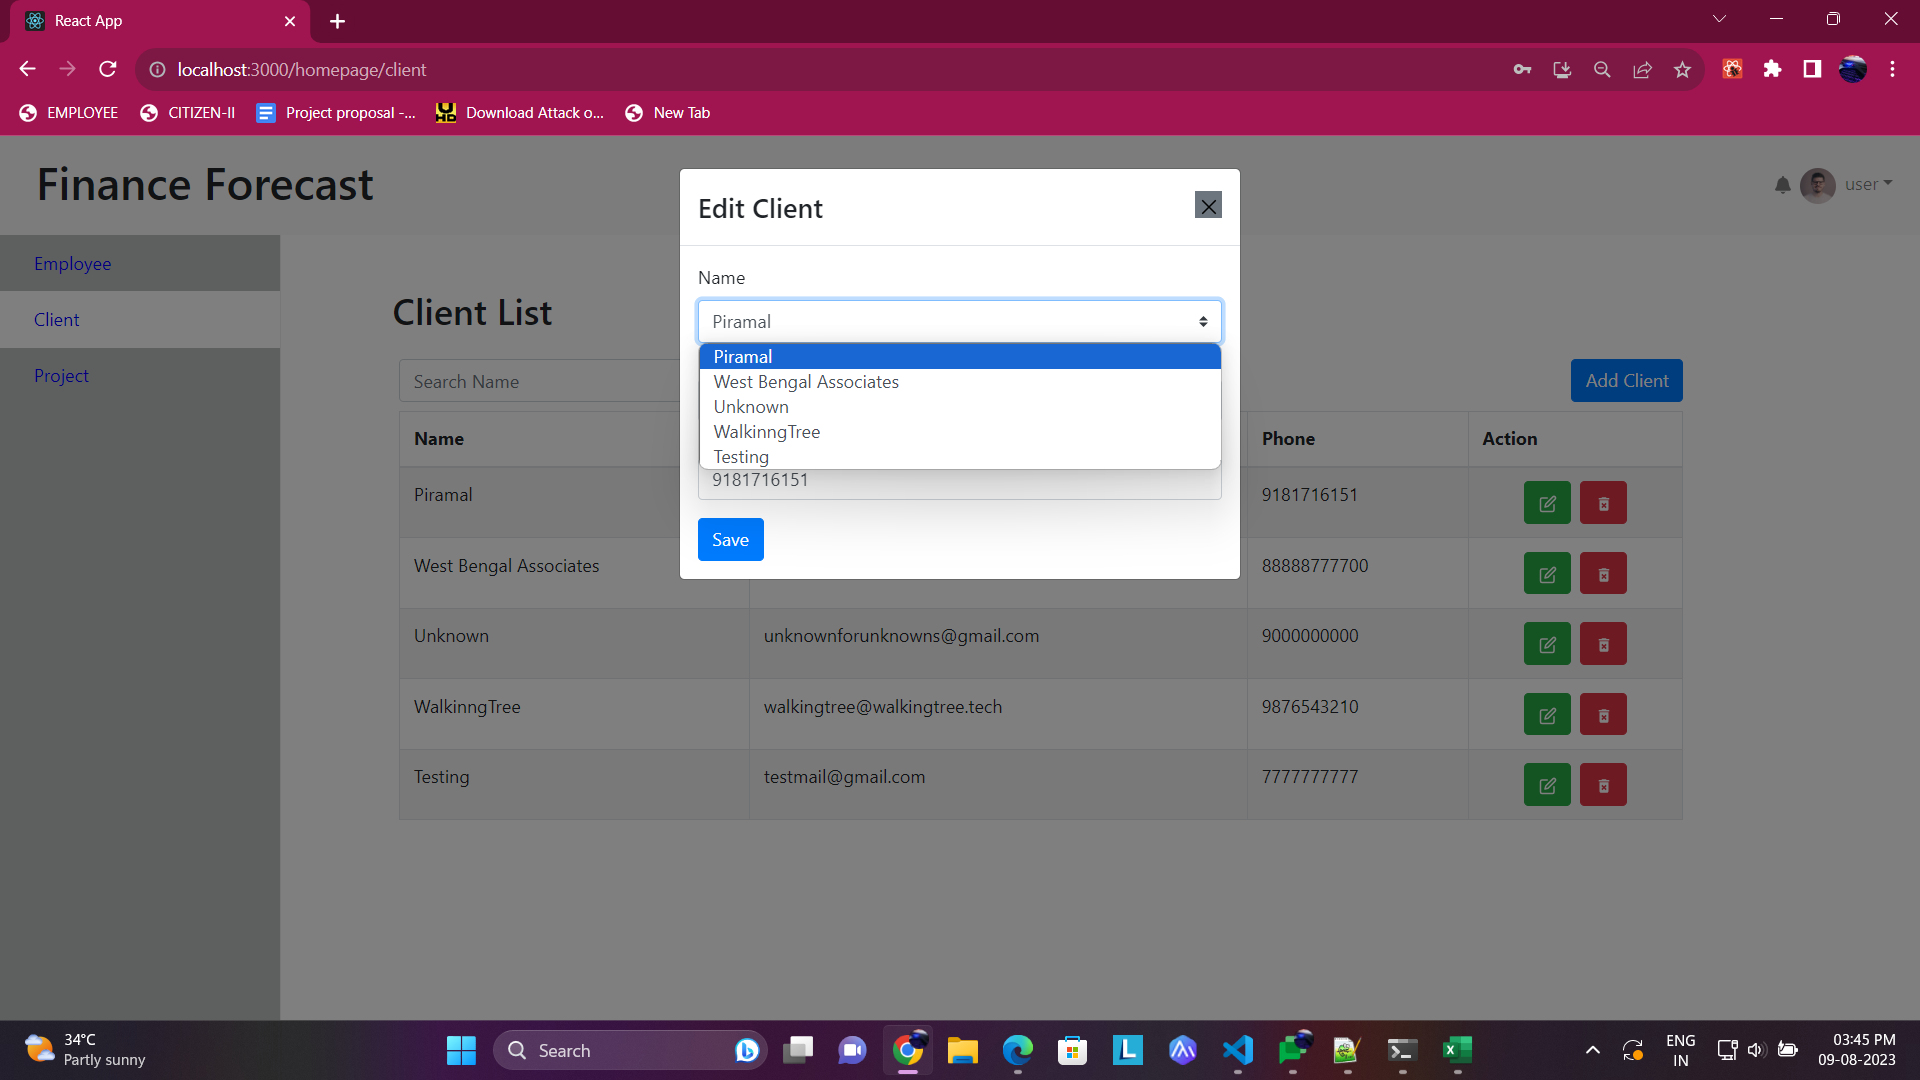 React App
localhost:3000/homepage/client
EMPLOYEE
CITIZEN-II
Project proposal -...
Download Attack o...
New Tab
Finance Forecast
user
Employee
Client
Project
Client List
Search Name
Add Client
Edit Client
Name
Piramal
Piramal
West Bengal Associates
Unknown
WalkinngTree
Testing
9181716151
Save
Name Phone Action
Piramal 9181716151
West Bengal Associates 88888777700
Unknown unknownforunknowns@gmail.com 9000000000
WalkinngTree walkingtree@walkingtree.tech 9876543210
Testing testmail@gmail.com 7777777777
34°C
Partly sunny
Search
ENG
IN
03:45 PM
09-08-2023